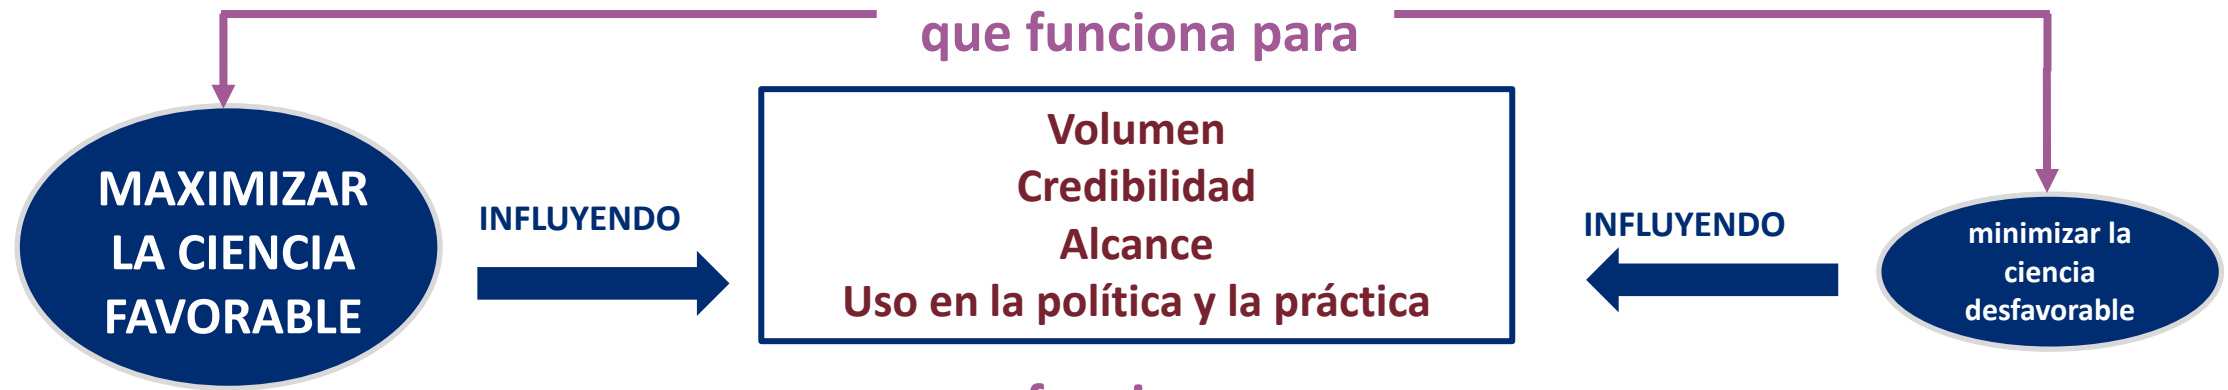 que funciona para
MAXIMIZAR
LA CIENCIA
FAVORABLE
INFLUYENDO
Volumen
Credibilidad
Alcance
Uso en la política y la práctica
INFLUYENDO
minimizar la
ciencia
desfavorable